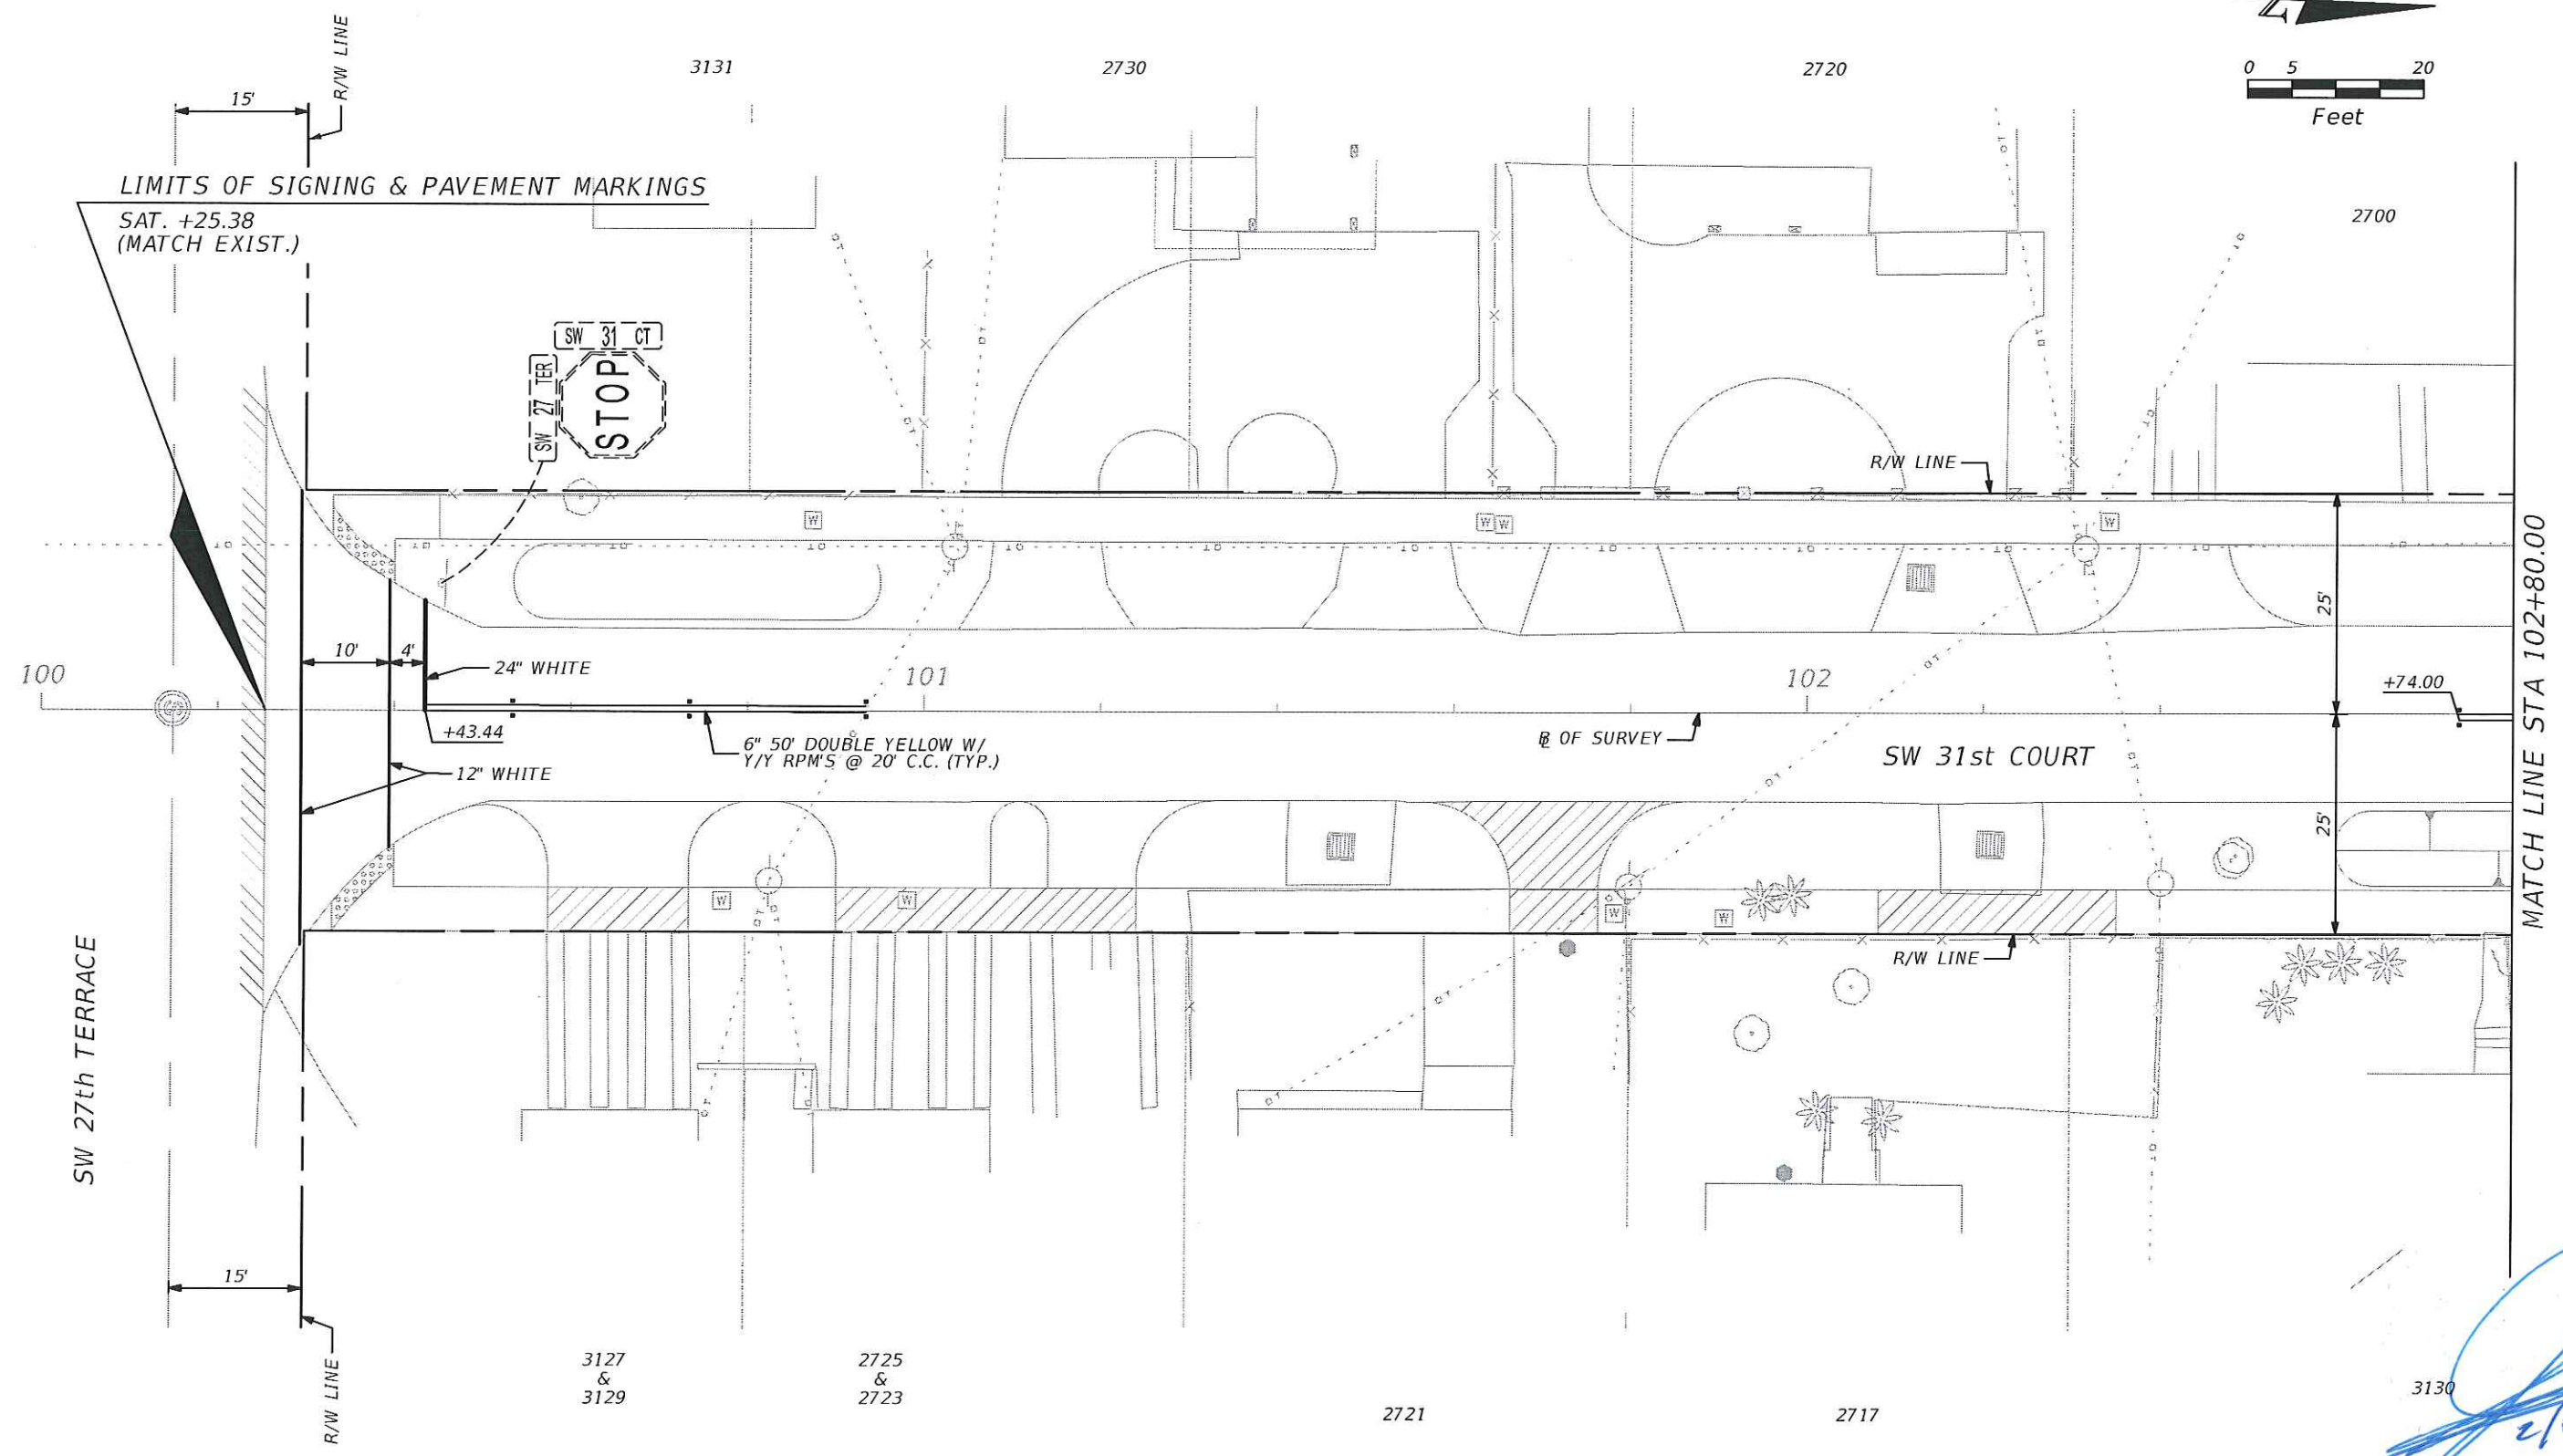 R/W LINE
3131
2730
2720
0 5 20
Feet
15'
LIMITS OF SIGNING & PAVEMENT MARKINGS
SAT. +25.38
(MATCH EXIST.)
2700
SW 31 CT
SW 27 TER
STOP
R/W LINE
W
W W
W
25'
MATCH LINE STA 102+80.00
10'
4'
24" WHITE
100
101
102
+74.00
+43.44
6" 50' DOUBLE YELLOW W/
Y/Y RPM'S @ 20' C.C. (TYP.)
BL OF SURVEY
SW 31st COURT
12" WHITE
25'
W
W
W
W
R/W LINE
SW 27th TERRACE
15'
R/W LINE
3127
&
3129
2725
&
2723
2721
2717
3130